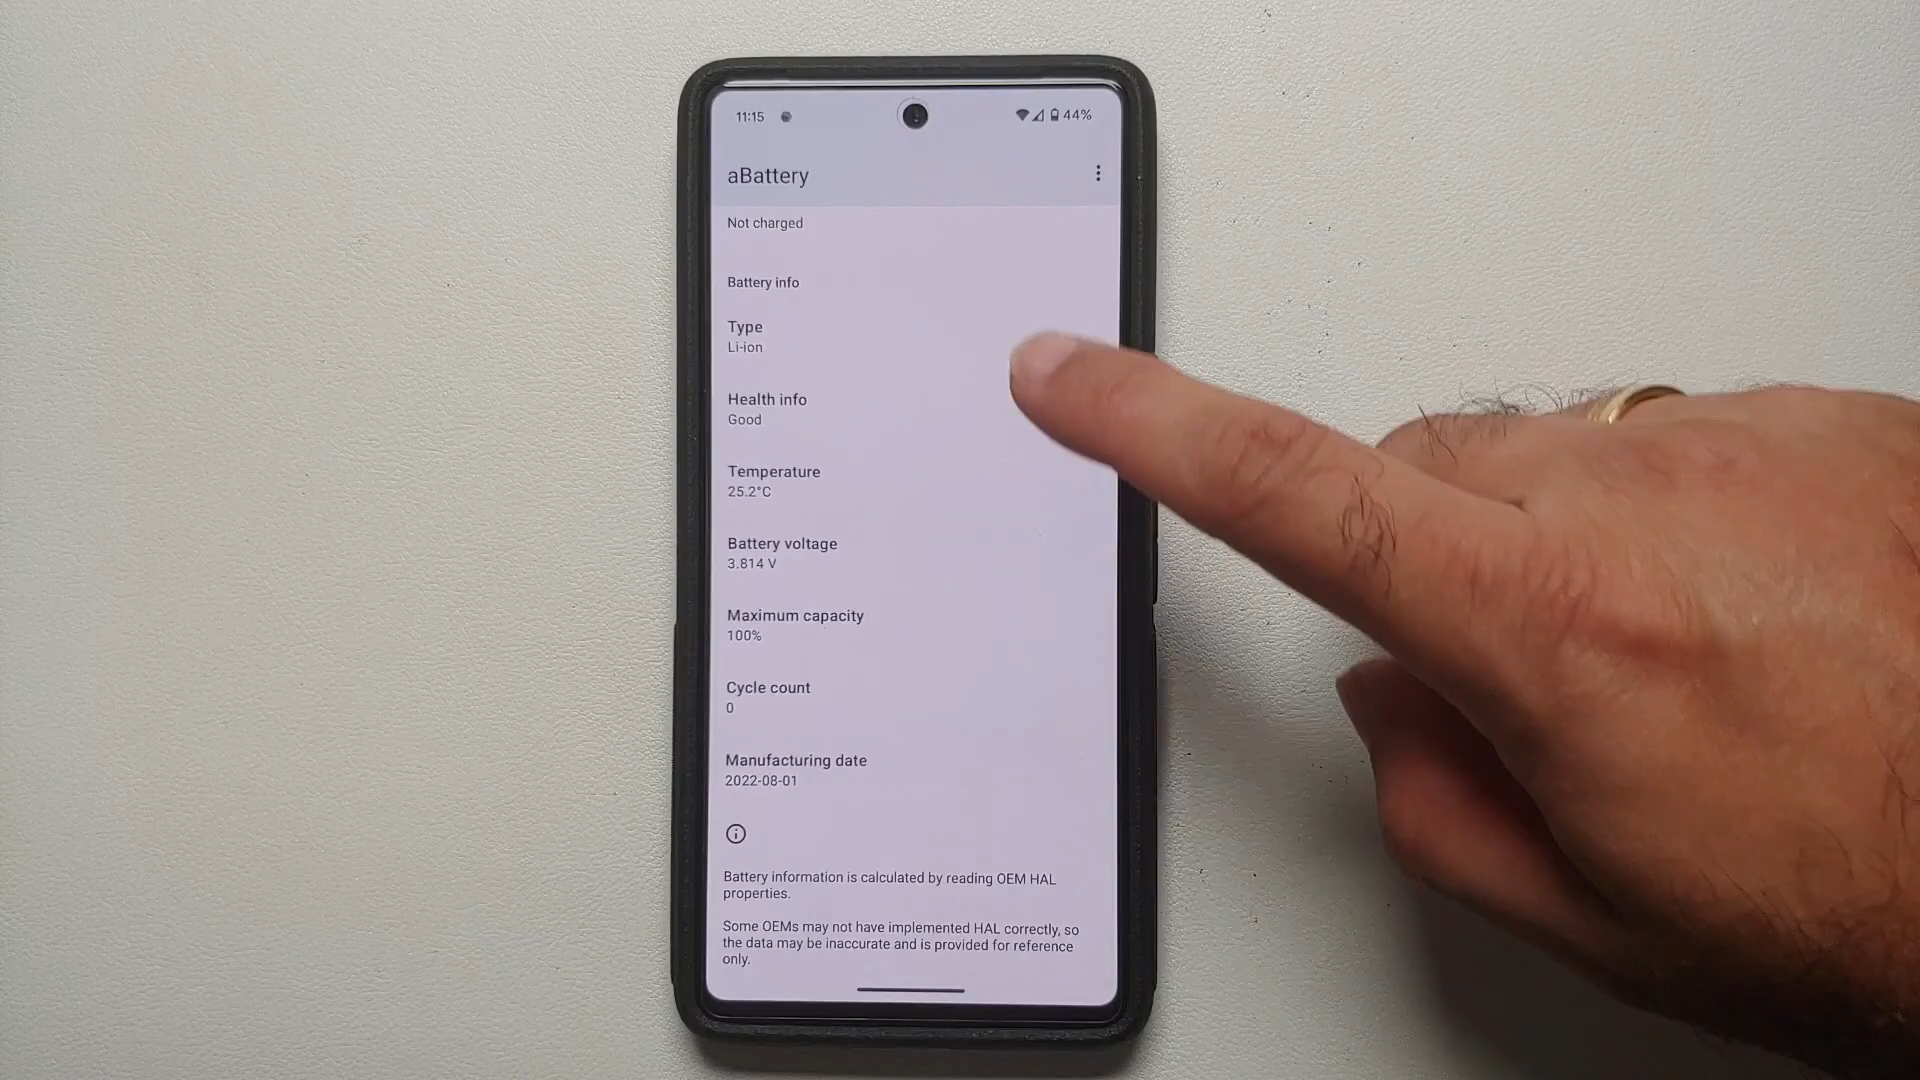 11:15 44%
aBattery
Not charged
Battery info
Type
Li-ion
Health info
Good
Temperature
25.2°C
Battery voltage
3.814 V
Maximum capacity
100%
Cycle count
0
Manufacturing date
2022-08-01
Battery information is calculated by reading OEM HAL
properties.
Some OEMs may not have implemented HAL correctly, so
the data may be inaccurate and is provided for reference
only.